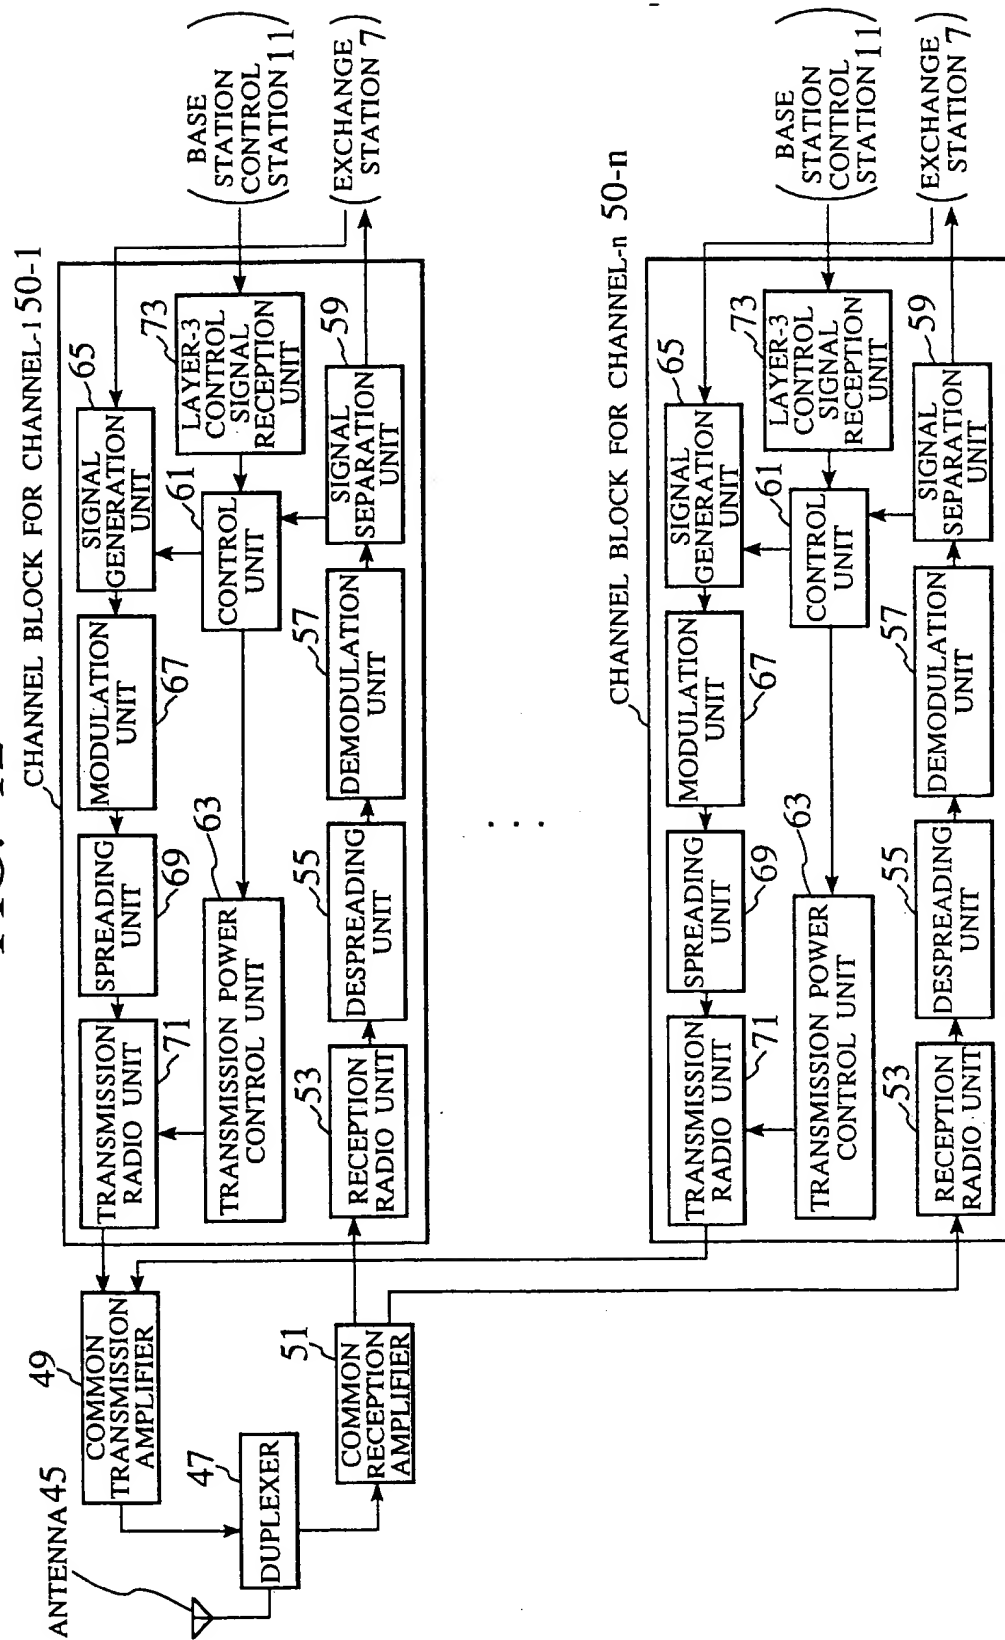 ANTENNA 45
47
DUPLEXER
49
COMMON
TRANSMISSION
AMPLIFIER
51
COMMON
RECEPTION
AMPLIFIER
CHANNEL BLOCK FOR CHANNEL-1 50-1
TRANSMISSION
RADIO UNIT
71
SPREADING
UNIT
69
MODULATION
UNIT
67
SIGNAL
GENERATION
UNIT
65
TRANSMISSION POWER
CONTROL UNIT
63
CONTROL
UNIT
61
LAYER-3
CONTROL
SIGNAL
RECEPTION
UNIT
73
RECEPTION
RADIO UNIT
53
DESPREADING
UNIT
55
DEMODULATION
UNIT
57
SIGNAL
SEPARATION
UNIT
59
(BASE
STATION
CONTROL
STATION 11)
(EXCHANGE
STATION 7)
. . .
CHANNEL BLOCK FOR CHANNEL-n 50-n
TRANSMISSION
RADIO UNIT
71
SPREADING
UNIT
69
MODULATION
UNIT
67
SIGNAL
GENERATION
UNIT
65
TRANSMISSION POWER
CONTROL UNIT
63
CONTROL
UNIT
61
LAYER-3
CONTROL
SIGNAL
RECEPTION
UNIT
73
RECEPTION
RADIO UNIT
53
DESPREADING
UNIT
55
DEMODULATION
UNIT
57
SIGNAL
SEPARATION
UNIT
59
(BASE
STATION
CONTROL
STATION 11)
(EXCHANGE
STATION 7)